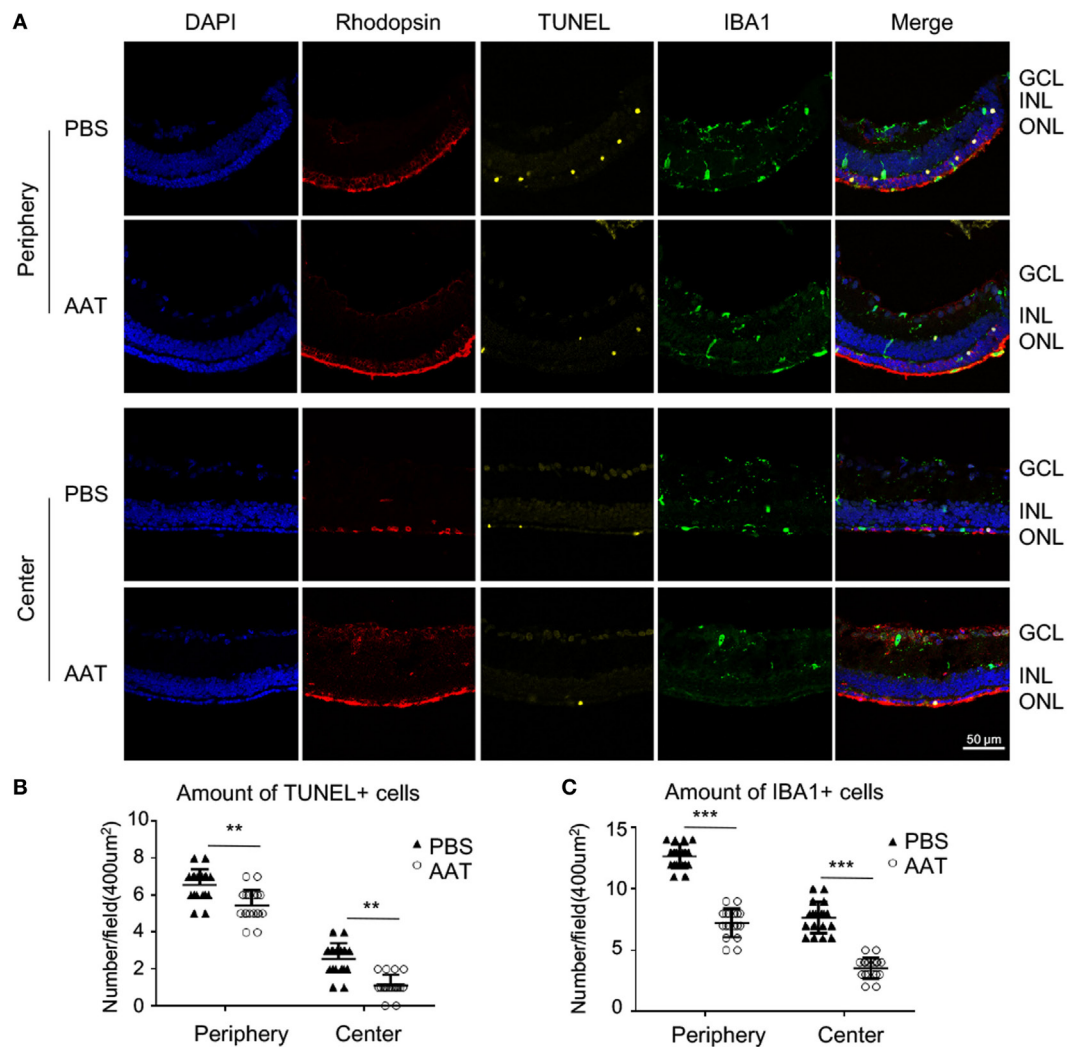 A
DAPI Rhodopsin TUNEL IBA1 Merge
Periphery
PBS
GCL
INL
ONL
AAT
GCL
INL
ONL
Center
PBS
GCL
INL
ONL
AAT
GCL
INL
ONL
50 µm
B
Amount of TUNEL+ cells
Number/field(400um²)
10
8
6
4
2
0
**
**
PBS
AAT
Periphery Center
C
Amount of IBA1+ cells
Number/field(400um²)
15
10
5
0
***
***
PBS
AAT
Periphery Center